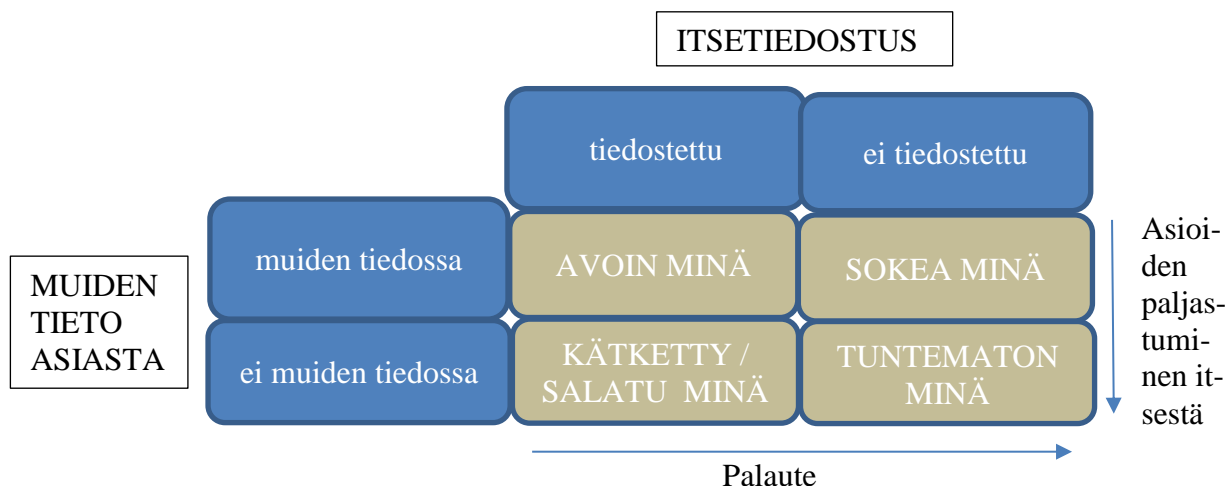 ITSETIEDOSTUS
tiedostettu
ei tiedostettu
MUIDEN
TIETO
ASIASTA
muiden tiedossa
AVOIN MINÄ
SOKEA MINÄ
ei muiden tiedossa
KÄTKETTY /
SALATU MINÄ
TUNTEMATON
MINÄ
Asioi-
den
paljas-
tumi-
nen it-
sestä
Palaute